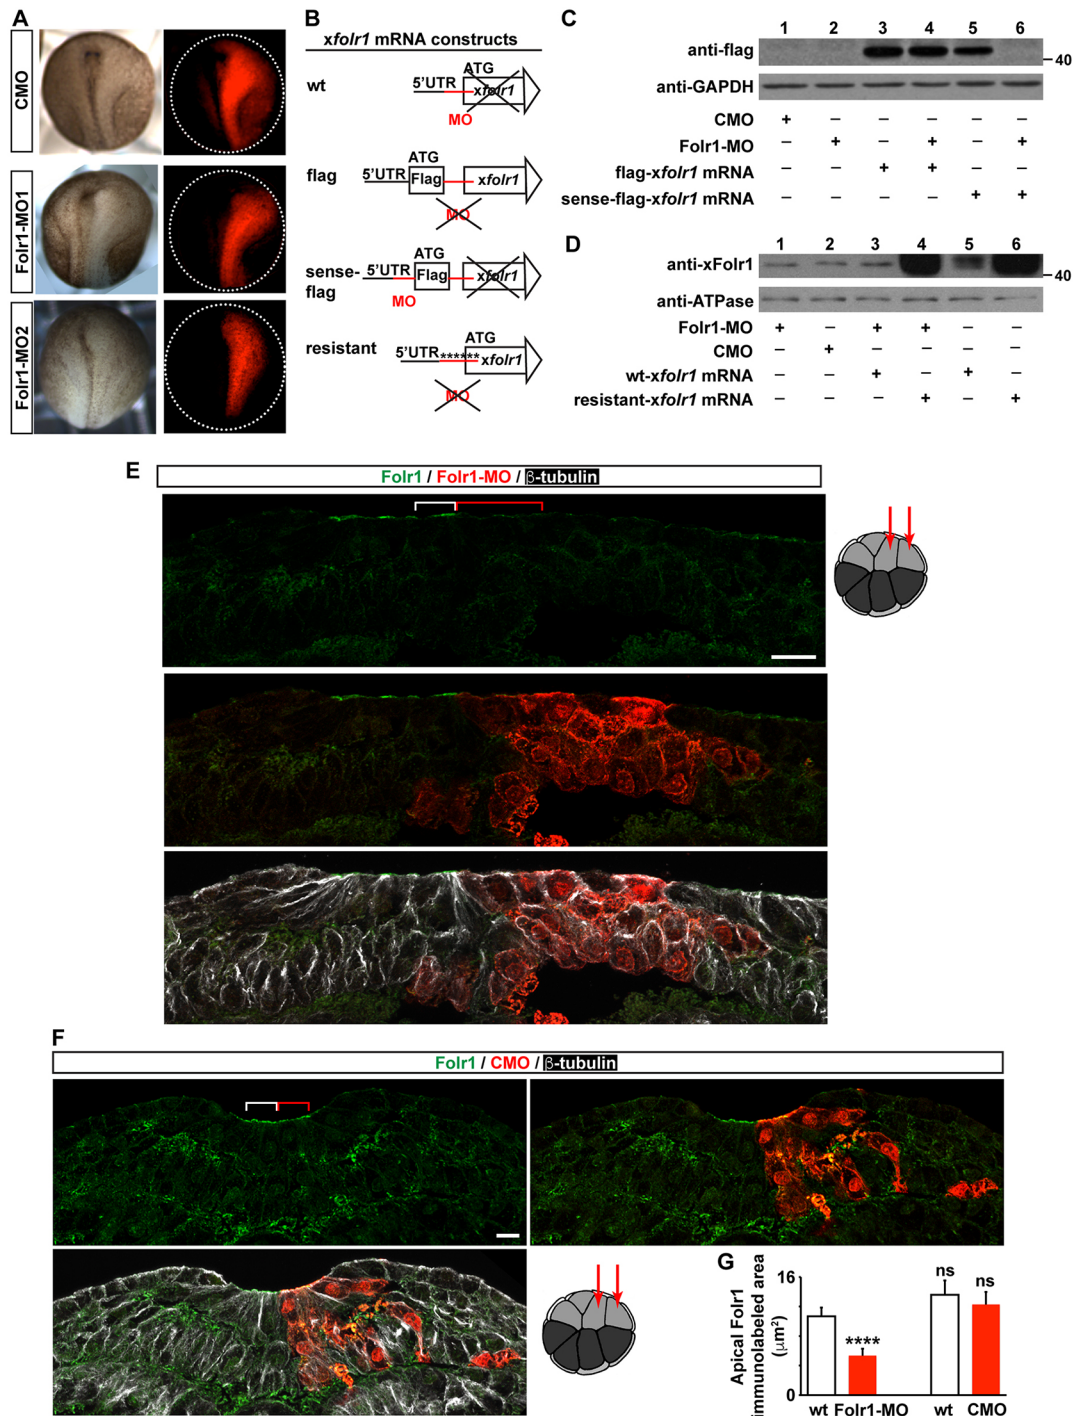 A
CMO
Folr1-MO1
Folr1-MO2
B
xfolr1 mRNA constructs
wt
5'UTR
ATG
xfolr1
MO
flag
5'UTR
ATG
Flag
xfolr1
MO
sense-
flag
5'UTR
ATG
Flag
xfolr1
MO
resistant
5'UTR
******
ATG
xfolr1
MO
C
1 2 3 4 5 6
anti-flag
40
anti-GAPDH
CMO + – – – – –
Folr1-MO – + – + – +
flag-xfolr1 mRNA – – + + – –
sense-flag-xfolr1 mRNA – – – – + +
D
1 2 3 4 5 6
anti-xFolr1
40
anti-ATPase
Folr1-MO + – + + – –
CMO – + – – – –
wt-xfolr1 mRNA – – + – + –
resistant-xfolr1 mRNA – – – + – +
E
Folr1 / Folr1-MO / β-tubulin
F
Folr1 / CMO / β-tubulin
G
Apical Folr1
immunolabeled area
(µm2)
16
0
****
ns
ns
wt Folr1-MO wt CMO